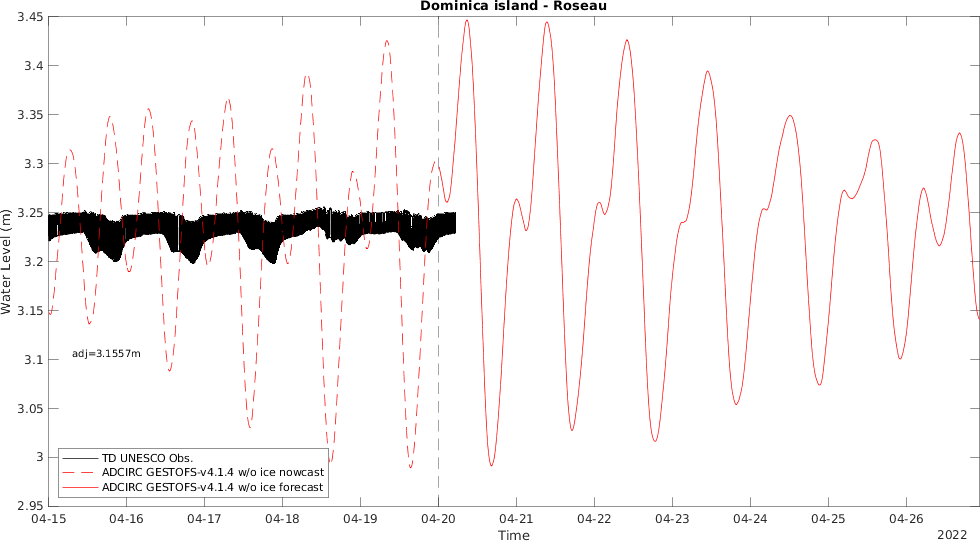 Dominica island - Roseau
3.45
3.4
3.35
3.3
3.25
3.2
3.15
3.1
3.05
3
2.95
Water Level (m)
adj=3.1557m
TD UNESCO Obs.
ADCIRC GESTOFS-v4.1.4 w/o ice nowcast
ADCIRC GESTOFS-v4.1.4 w/o ice forecast
04-15 04-16 04-17 04-18 04-19 04-20 04-21 04-22 04-23 04-24 04-25 04-26
Time
2022